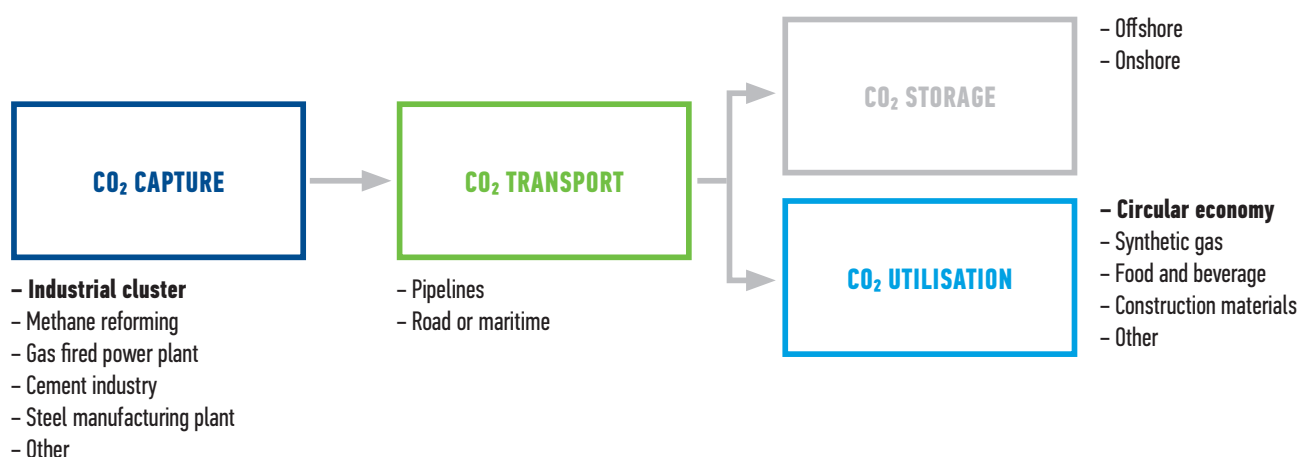 CO₂ CAPTURE
– Industrial cluster
– Methane reforming
– Gas fired power plant
– Cement industry
– Steel manufacturing plant
– Other
CO₂ TRANSPORT
– Pipelines
– Road or maritime
CO₂ STORAGE
– Offshore
– Onshore
CO₂ UTILISATION
– Circular economy
– Synthetic gas
– Food and beverage
– Construction materials
– Other